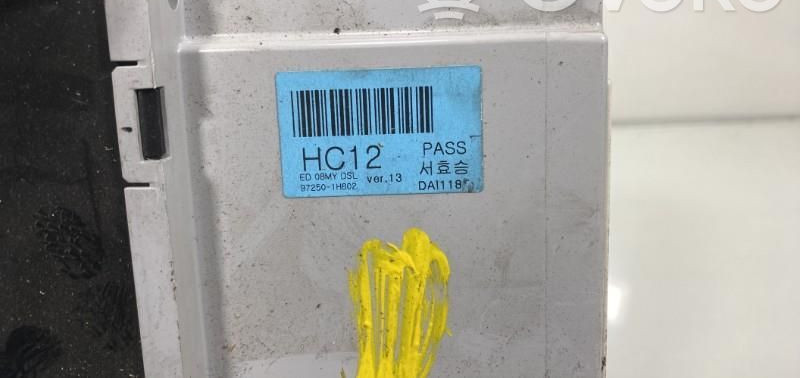 HC12 PASS
ED 08MY DSL ver.13 서효승
97250-1H602 DAI118